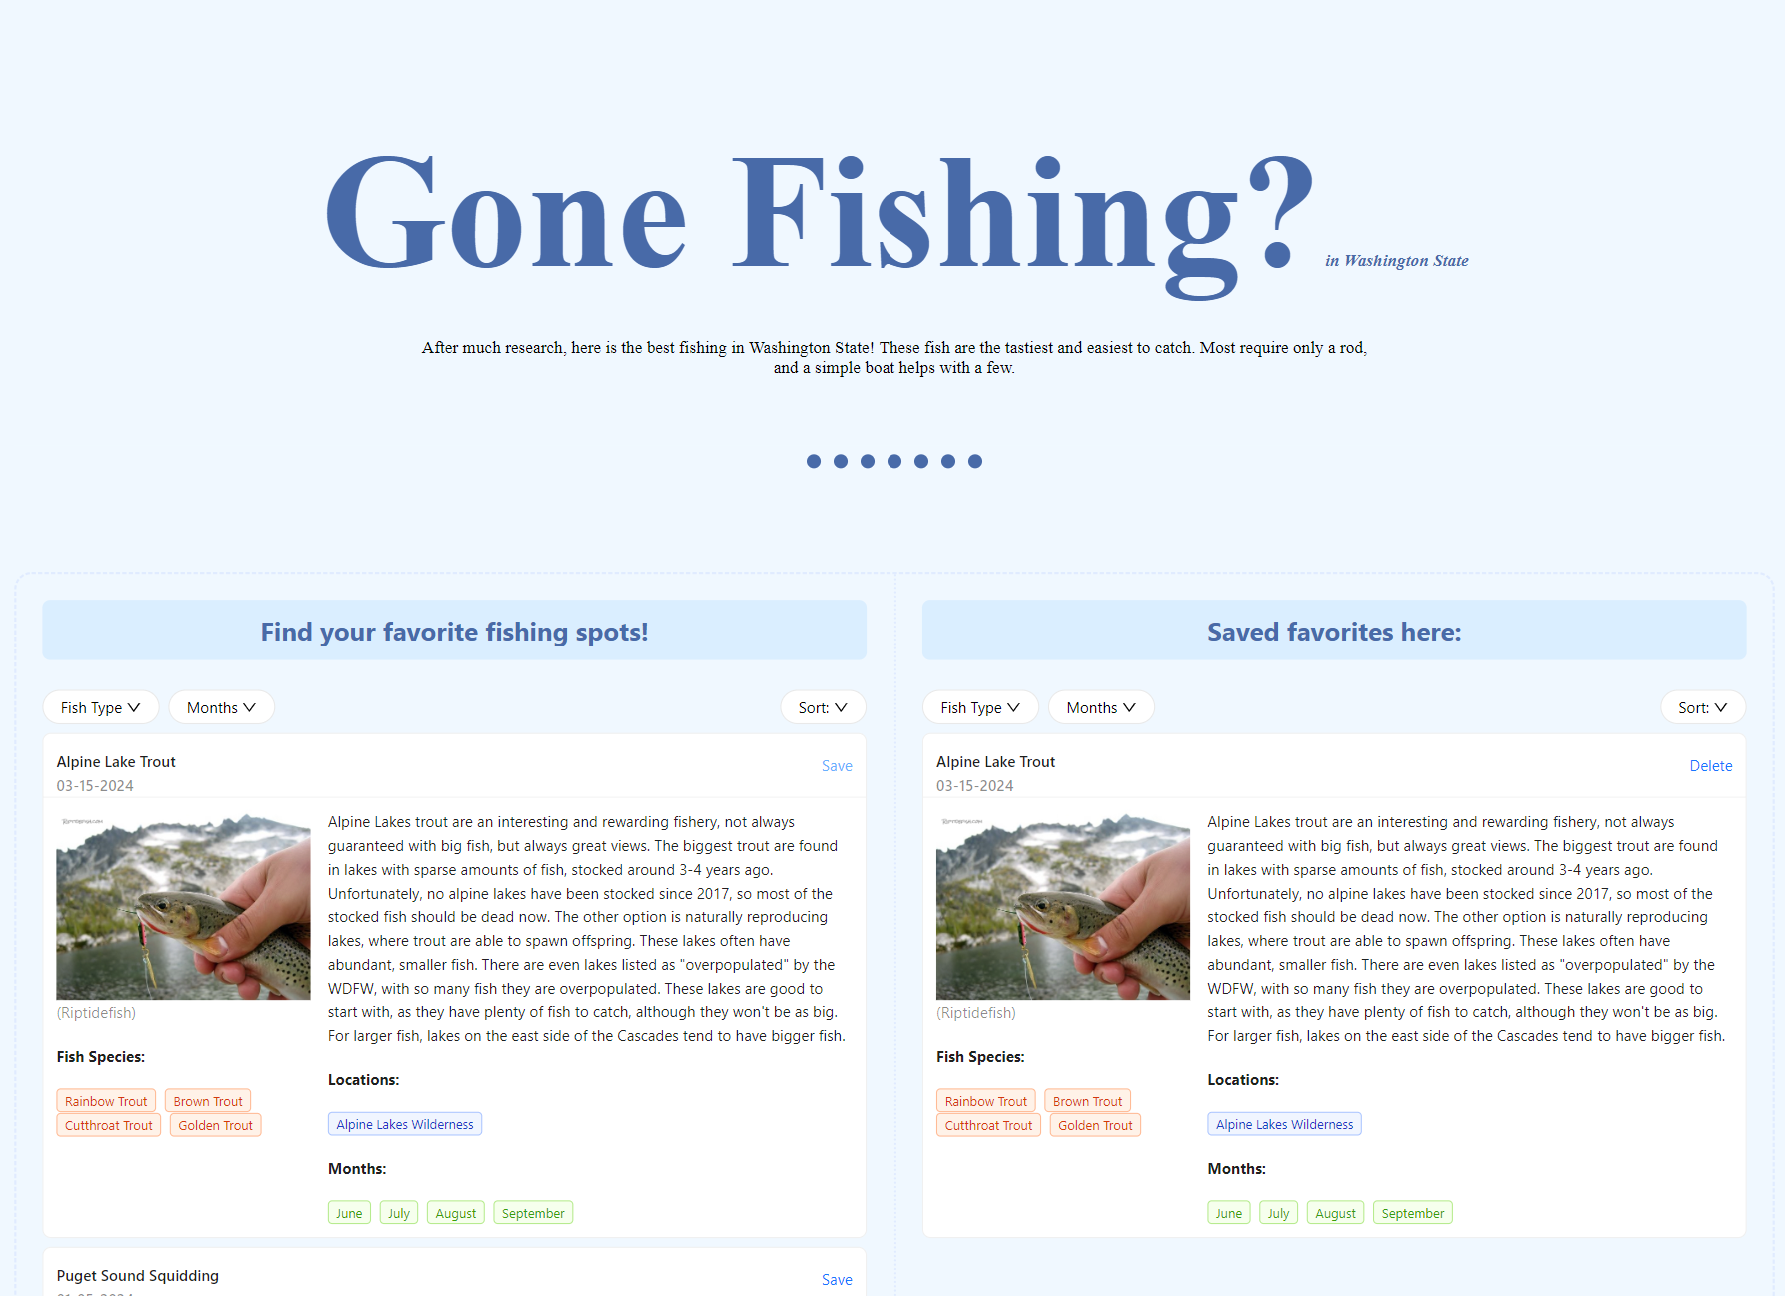 Gone Fishing? in Washington State
After much research, here is the best fishing in Washington State! These fish are the tastiest and easiest to catch. Most require only a rod,
and a simple boat helps with a few.
Find your favorite fishing spots!
Fish Type
Months
Sort:
Alpine Lake Trout
Save
03-15-2024
Alpine Lakes trout are an interesting and rewarding fishery, not always
guaranteed with big fish, but always great views. The biggest trout are found
in lakes with sparse amounts of fish, stocked around 3-4 years ago.
Unfortunately, no alpine lakes have been stocked since 2017, so most of the
stocked fish should be dead now. The other option is naturally reproducing
lakes, where trout are able to spawn offspring. These lakes often have
abundant, smaller fish. There are even lakes listed as "overpopulated" by the
WDFW, with so many fish they are overpopulated. These lakes are good to
start with, as they have plenty of fish to catch, although they won't be as big.
For larger fish, lakes on the east side of the Cascades tend to have bigger fish.
(Riptidefish)
Fish Species:
Rainbow Trout Brown Trout
Cutthroat Trout Golden Trout
Locations:
Alpine Lakes Wilderness
Months:
June July August September
Puget Sound Squidding
Save
Saved favorites here:
Fish Type
Months
Sort:
Alpine Lake Trout
Delete
03-15-2024
Alpine Lakes trout are an interesting and rewarding fishery, not always
guaranteed with big fish, but always great views. The biggest trout are found
in lakes with sparse amounts of fish, stocked around 3-4 years ago.
Unfortunately, no alpine lakes have been stocked since 2017, so most of the
stocked fish should be dead now. The other option is naturally reproducing
lakes, where trout are able to spawn offspring. These lakes often have
abundant, smaller fish. There are even lakes listed as "overpopulated" by the
WDFW, with so many fish they are overpopulated. These lakes are good to
start with, as they have plenty of fish to catch, although they won't be as big.
For larger fish, lakes on the east side of the Cascades tend to have bigger fish.
(Riptidefish)
Fish Species:
Rainbow Trout Brown Trout
Cutthroat Trout Golden Trout
Locations:
Alpine Lakes Wilderness
Months:
June July August September